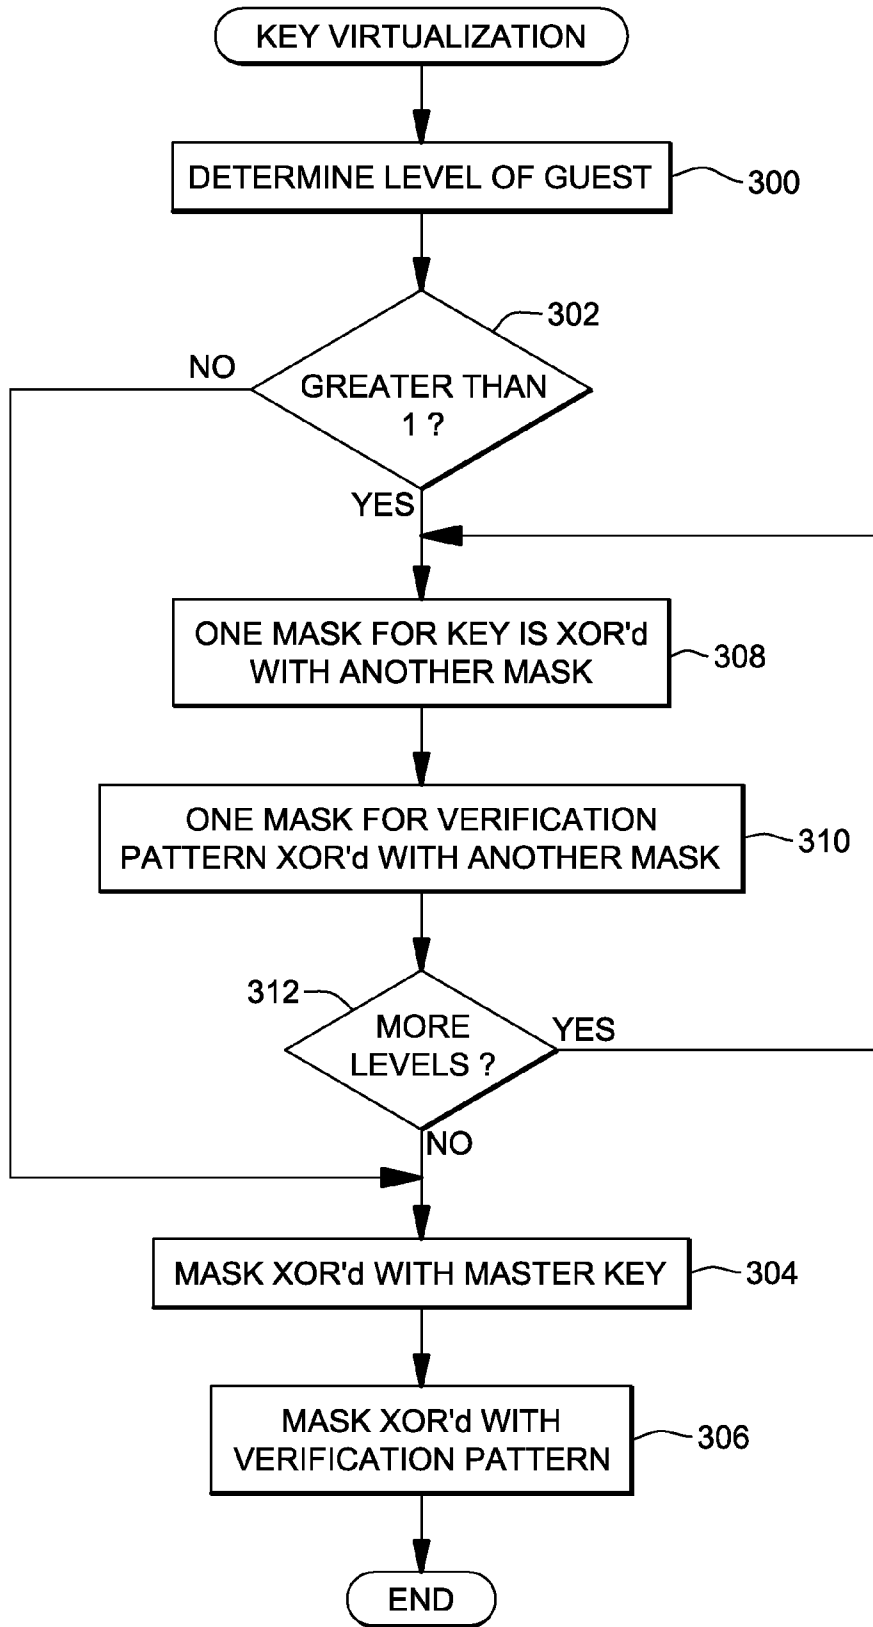 KEY VIRTUALIZATION
DETERMINE LEVEL OF GUEST
300
302
NO
GREATER THAN
1 ?
YES
ONE MASK FOR KEY IS XOR'd
WITH ANOTHER MASK
308
ONE MASK FOR VERIFICATION
PATTERN XOR'd WITH ANOTHER MASK
310
312
MORE
LEVELS ?
YES
NO
MASK XOR'd WITH MASTER KEY
304
MASK XOR'd WITH
VERIFICATION PATTERN
306
END